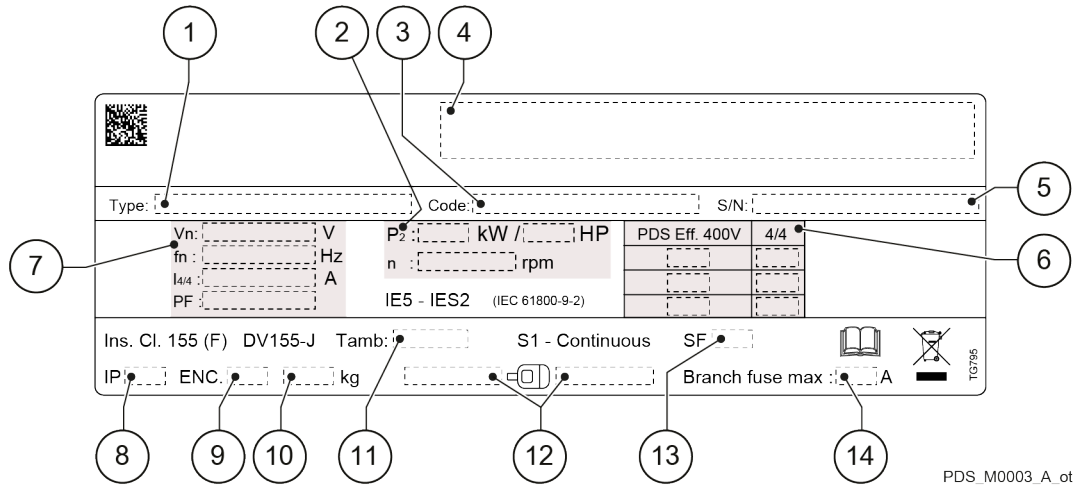 1 2 3 4
Type: Code: S/N: 5
Vn: V P2 : kW / HP PDS Eff. 400V 4/4
fn : Hz
7 n : rpm 6
I4/4 : A
PF : IE5 - IES2 (IEC 61800-9-2)
Ins. Cl. 155 (F) DV155-J Tamb: S1 - Continuous SF
IP ENC. kg Branch fuse max : A
TG795
8 9 10 11 12 13 14
PDS_M0003_A_ot